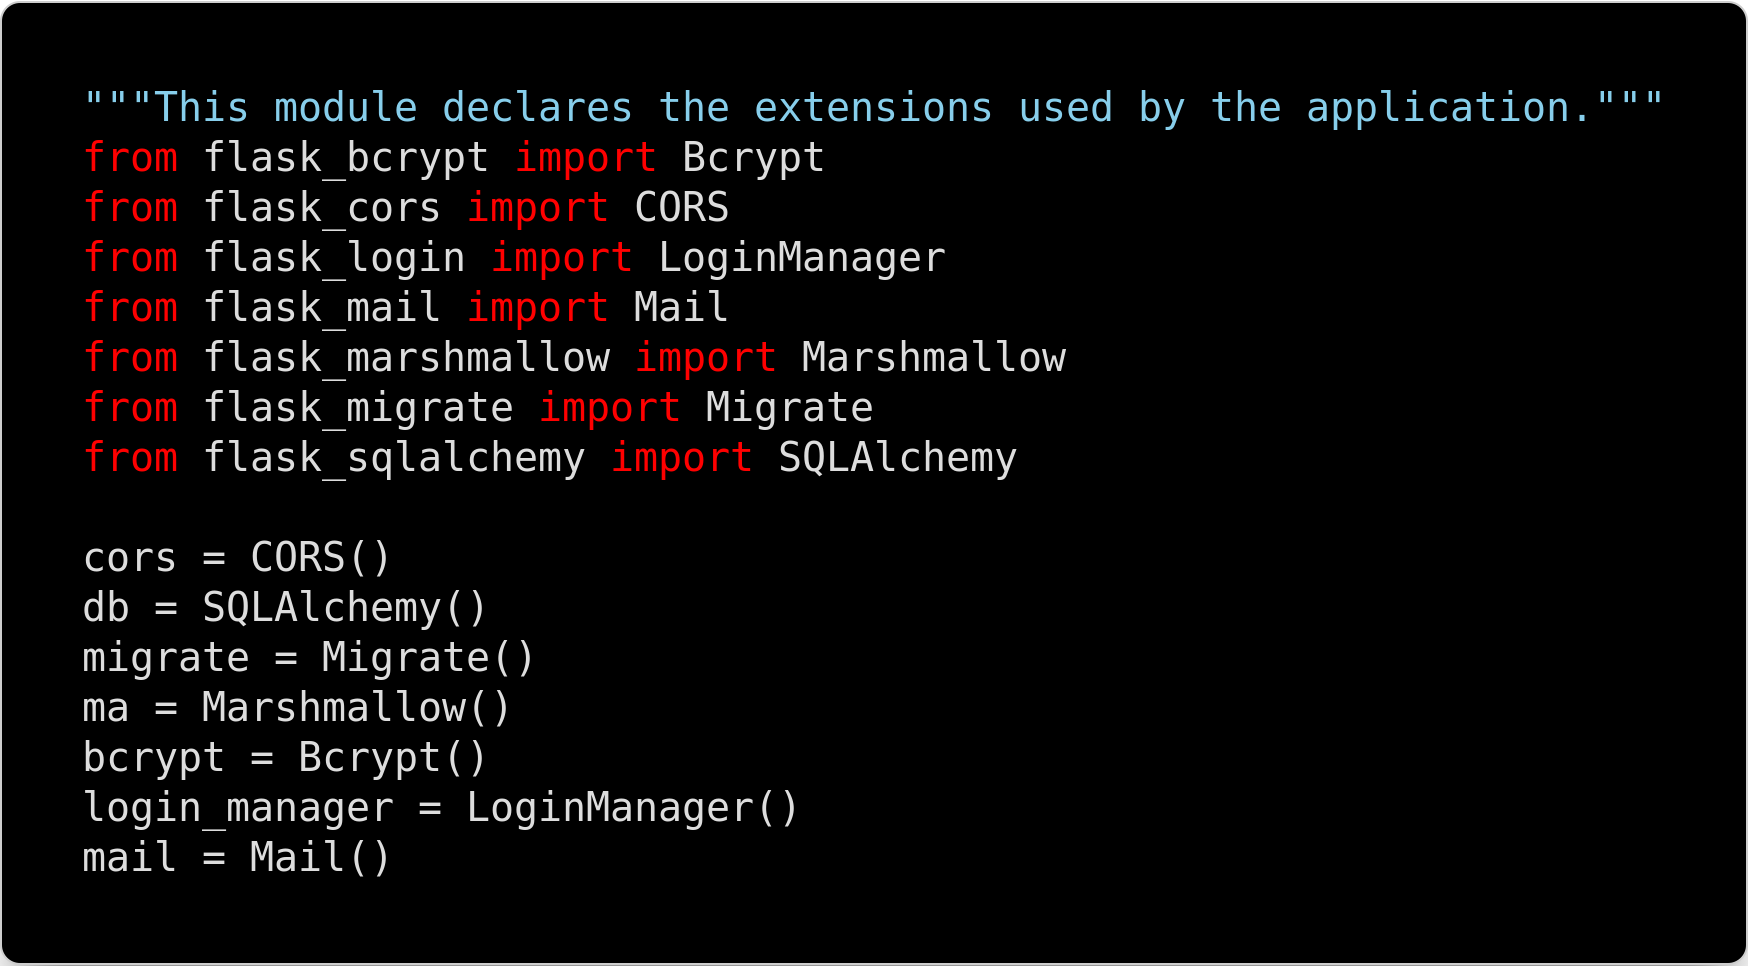 """This module declares the extensions used by the application."""
from flask_bcrypt import Bcrypt
from flask_cors import CORS
from flask_login import LoginManager
from flask_mail import Mail
from flask_marshmallow import Marshmallow
from flask_migrate import Migrate
from flask_sqlalchemy import SQLAlchemy

cors = CORS()
db = SQLAlchemy()
migrate = Migrate()
ma = Marshmallow()
bcrypt = Bcrypt()
login_manager = LoginManager()
mail = Mail()